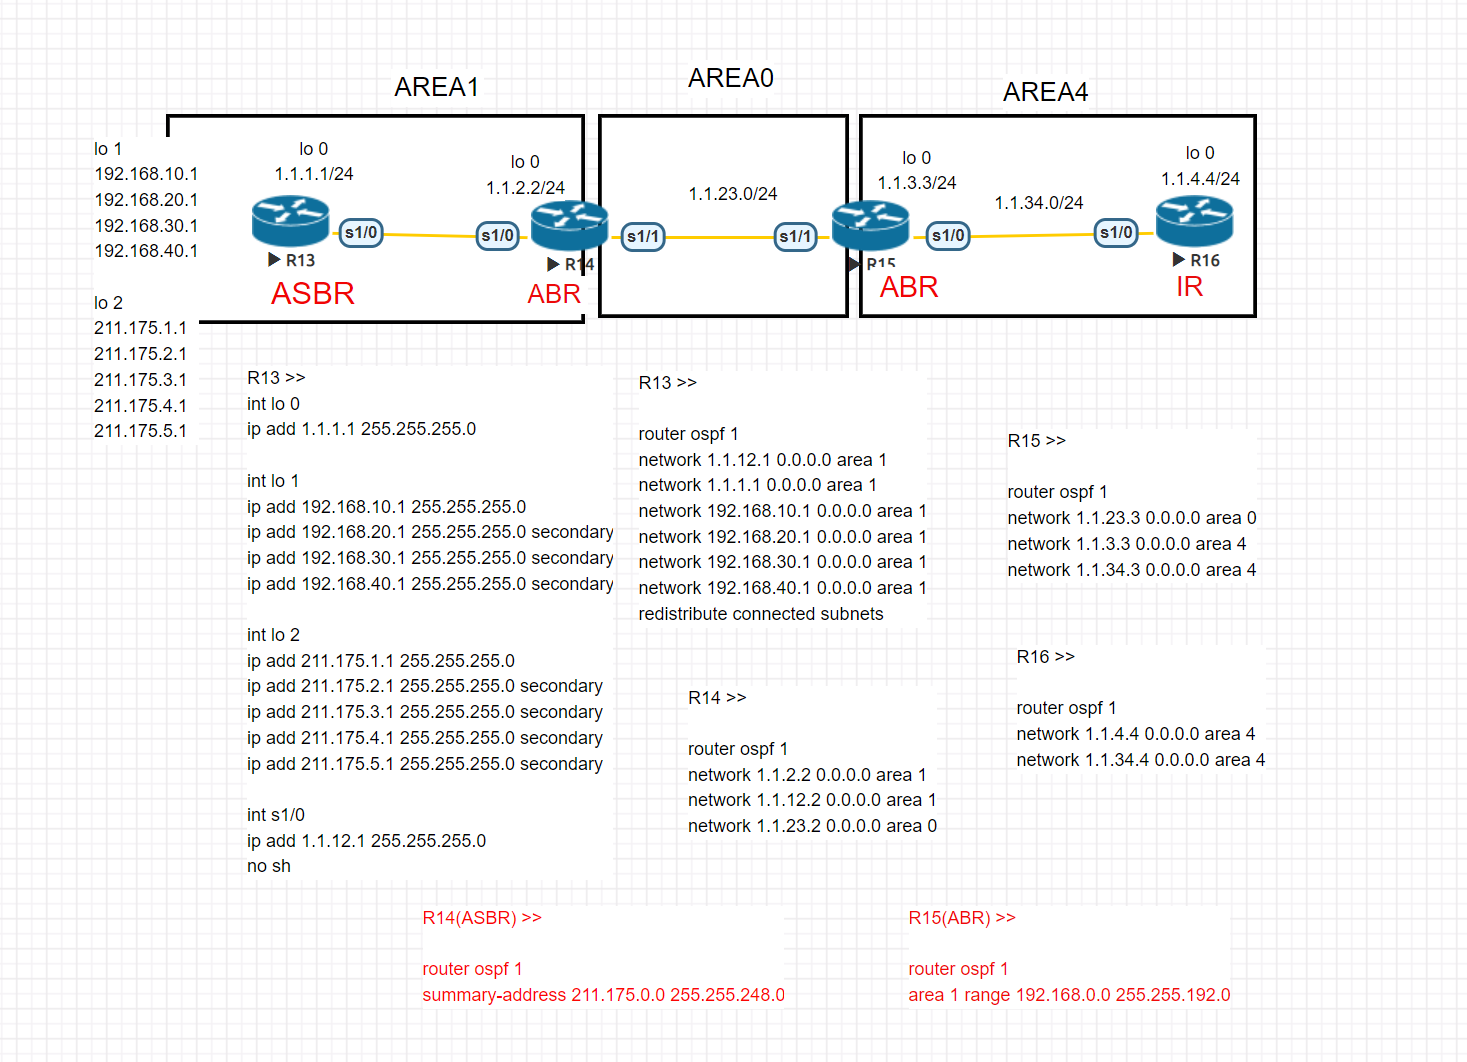 AREA1
AREA0
AREA4
lo 1
192.168.10.1
192.168.20.1
192.168.30.1
192.168.40.1
lo 2
211.175.1.1
211.175.2.1
211.175.3.1
211.175.4.1
211.175.5.1
lo 0
1.1.1.1/24
s1/0
R13
ASBR
lo 0
1.1.2.2/24
s1/0
s1/1
R14
ABR
1.1.23.0/24
s1/1
lo 0
1.1.3.3/24
s1/0
R15
ABR
1.1.34.0/24
lo 0
1.1.4.4/24
s1/0
R16
IR
R13 >>
int lo 0
ip add 1.1.1.1 255.255.255.0
int lo 1
ip add 192.168.10.1 255.255.255.0
ip add 192.168.20.1 255.255.255.0 secondary
ip add 192.168.30.1 255.255.255.0 secondary
ip add 192.168.40.1 255.255.255.0 secondary
int lo 2
ip add 211.175.1.1 255.255.255.0
ip add 211.175.2.1 255.255.255.0 secondary
ip add 211.175.3.1 255.255.255.0 secondary
ip add 211.175.4.1 255.255.255.0 secondary
ip add 211.175.5.1 255.255.255.0 secondary
int s1/0
ip add 1.1.12.1 255.255.255.0
no sh
R13 >>
router ospf 1
network 1.1.12.1 0.0.0.0 area 1
network 1.1.1.1 0.0.0.0 area 1
network 192.168.10.1 0.0.0.0 area 1
network 192.168.20.1 0.0.0.0 area 1
network 192.168.30.1 0.0.0.0 area 1
network 192.168.40.1 0.0.0.0 area 1
redistribute connected subnets
R14 >>
router ospf 1
network 1.1.2.2 0.0.0.0 area 1
network 1.1.12.2 0.0.0.0 area 1
network 1.1.23.2 0.0.0.0 area 0
R15 >>
router ospf 1
network 1.1.23.3 0.0.0.0 area 0
network 1.1.3.3 0.0.0.0 area 4
network 1.1.34.3 0.0.0.0 area 4
R16 >>
router ospf 1
network 1.1.4.4 0.0.0.0 area 4
network 1.1.34.4 0.0.0.0 area 4
R14(ASBR) >>
router ospf 1
summary-address 211.175.0.0 255.255.248.0
R15(ABR) >>
router ospf 1
area 1 range 192.168.0.0 255.255.192.0